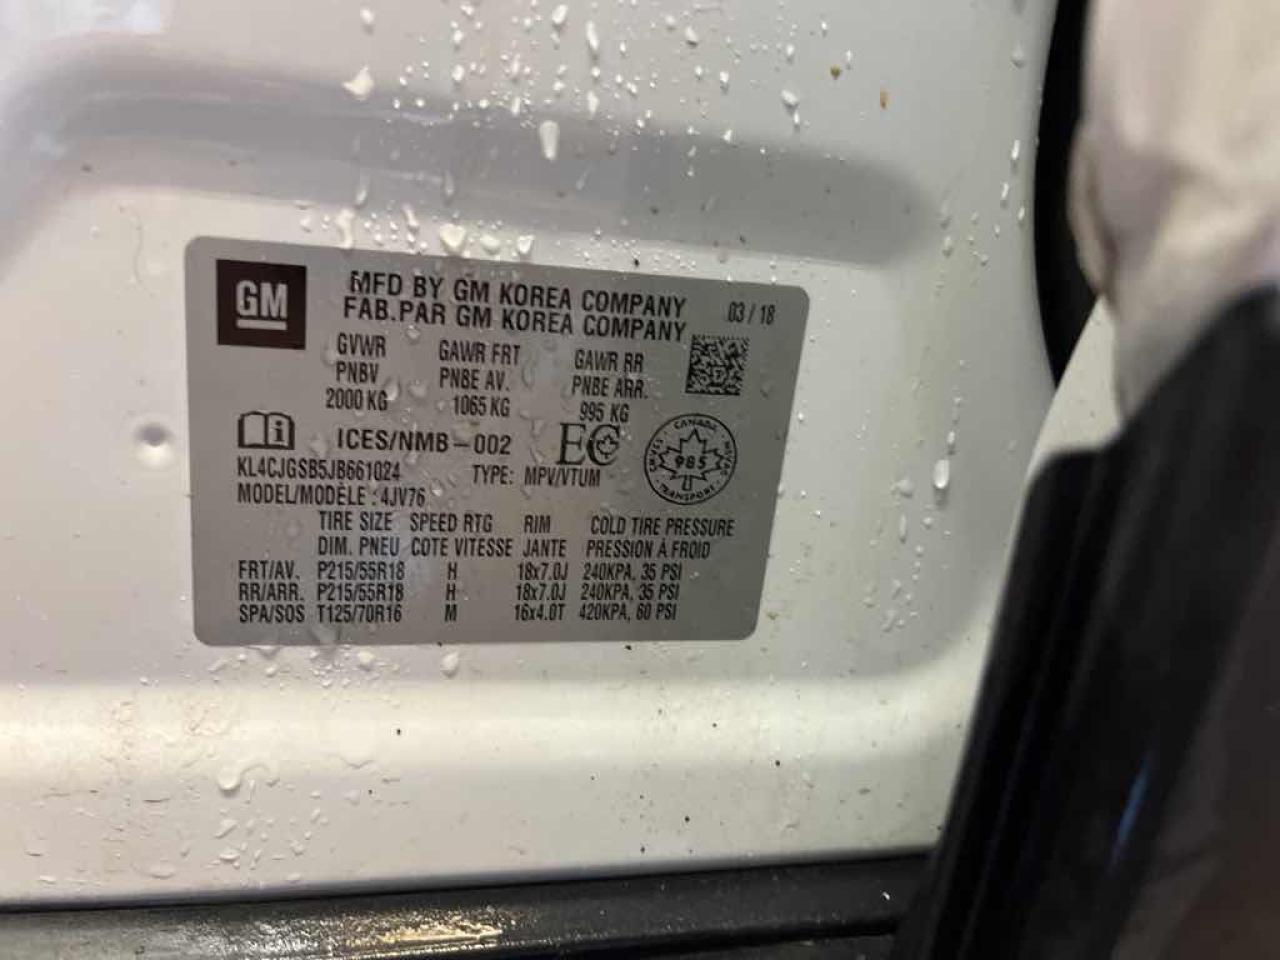 GM
MFD BY GM KOREA COMPANY 03/18
FAB.PAR GM KOREA COMPANY
GVWR GAWR FRT GAWR RR
PNBV PNBE AV. PNBE ARR.
2000 KG 1065 KG 995 KG
ICES/NMB-002 EC
CANADA
985
TRANSPORT
KL4CJGSB5JB661024 TYPE: MPV/VTUM
MODEL/MODÈLE : 4JV76
TIRE SIZE SPEED RTG RIM COLD TIRE PRESSURE
DIM. PNEU COTE VITESSE JANTE PRESSION À FROID
FRT/AV. P215/55R18 H 18x7.0J 240KPA, 35 PSI
RR/ARR. P215/55R18 H 18x7.0J 240KPA, 35 PSI
SPA/SOS T125/70R16 M 16x4.0T 420KPA, 60 PSI